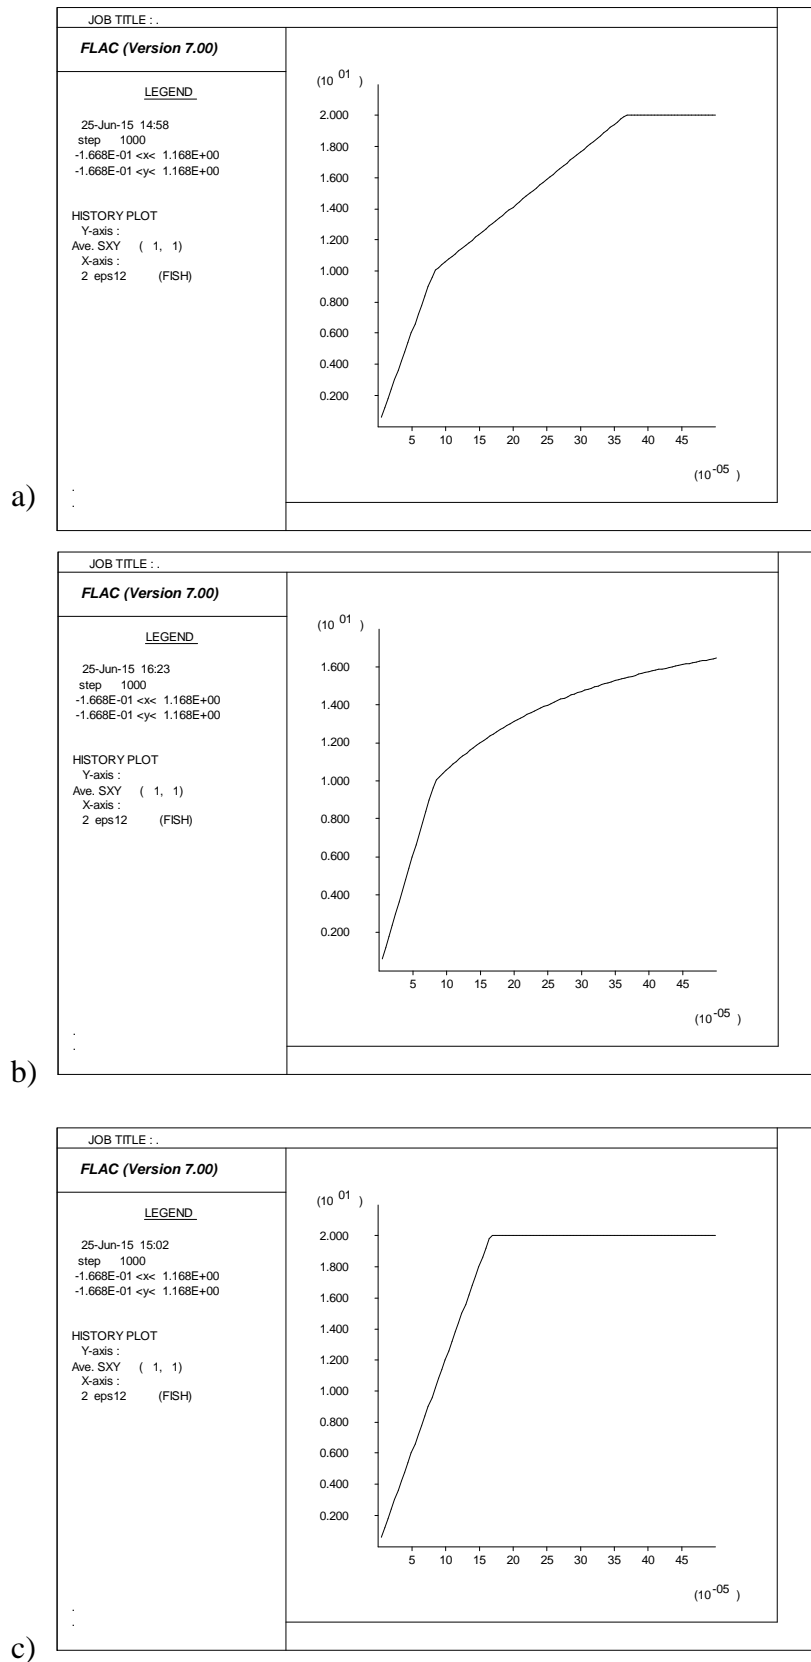 JOB TITLE : .
FLAC (Version 7.00)
LEGEND
25-Jun-15 14:58
step 1000
-1.668E-01 <x< 1.168E+00
-1.668E-01 <y< 1.168E+00
HISTORY PLOT
Y-axis :
Ave. SXY ( 1, 1)
X-axis :
2 eps12 (FISH)
(10 01 )
2.000
1.800
1.600
1.400
1.200
1.000
0.800
0.600
0.400
0.200
5 10 15 20 25 30 35 40 45
(10 -05 )
a)
JOB TITLE : .
FLAC (Version 7.00)
LEGEND
25-Jun-15 16:23
step 1000
-1.668E-01 <x< 1.168E+00
-1.668E-01 <y< 1.168E+00
HISTORY PLOT
Y-axis :
Ave. SXY ( 1, 1)
X-axis :
2 eps12 (FISH)
(10 01 )
1.600
1.400
1.200
1.000
0.800
0.600
0.400
0.200
5 10 15 20 25 30 35 40 45
(10 -05 )
b)
JOB TITLE : .
FLAC (Version 7.00)
LEGEND
25-Jun-15 15:02
step 1000
-1.668E-01 <x< 1.168E+00
-1.668E-01 <y< 1.168E+00
HISTORY PLOT
Y-axis :
Ave. SXY ( 1, 1)
X-axis :
2 eps12 (FISH)
(10 01 )
2.000
1.800
1.600
1.400
1.200
1.000
0.800
0.600
0.400
0.200
5 10 15 20 25 30 35 40 45
(10 -05 )
c)